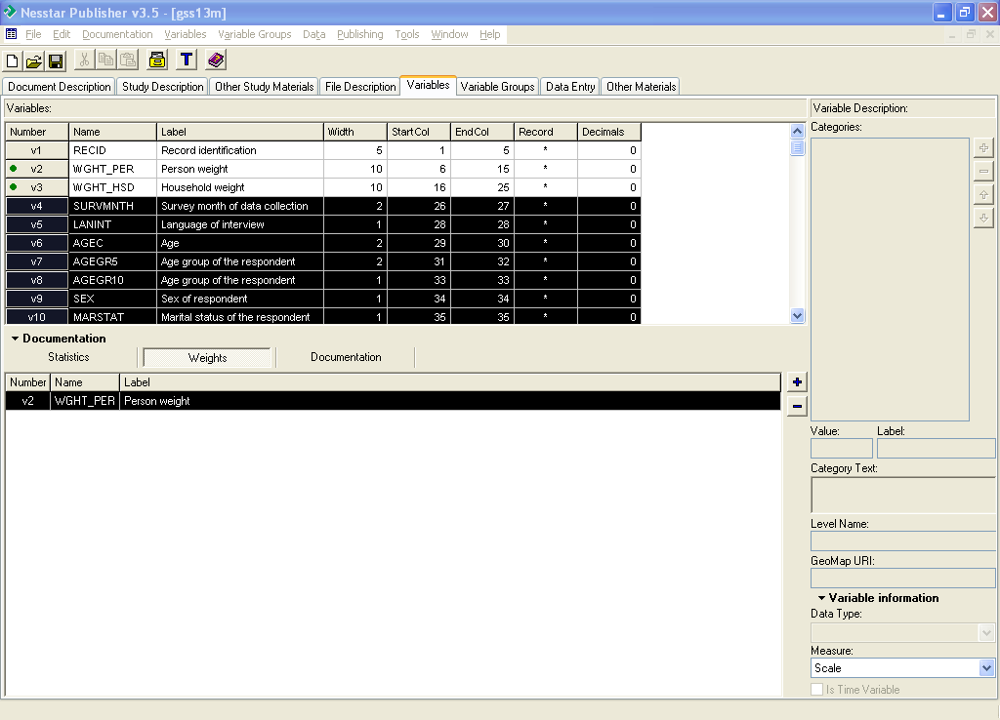 Nesstar Publisher v3.5 - [gss13m]
File Edit Documentation Variables Variable Groups Data Publishing Tools Window Help
T
Document Description Study Description Other Study Materials File Description Variables Variable Groups Data Entry Other Materials
Variables: Variable Description:
Categories:
Number Name Label Width StartCol EndCol Record Decimals
v1 RECID Record identification 5 1 5 * 0
v2 WGHT_PER Person weight 10 6 15 * 0
v3 WGHT_HSD Household weight 10 16 25 * 0
v4 SURVMNTH Survey month of data collection 2 26 27 * 0
v5 LANINT Language of interview 1 28 28 * 0
v6 AGEC Age 2 29 30 * 0
v7 AGEGR5 Age group of the respondent 2 31 32 * 0
v8 AGEGR10 Age group of the respondent 1 33 33 * 0
v9 SEX Sex of respondent 1 34 34 * 0
v10 MARSTAT Marital status of the respondent 1 35 35 * 0
Documentation
Statistics Weights Documentation
Number Name Label
v2 WGHT_PER Person weight
Value: Label:
Category Text:
Level Name:
GeoMap URI:
Variable information
Data Type:
Measure:
Scale
Is Time Variable